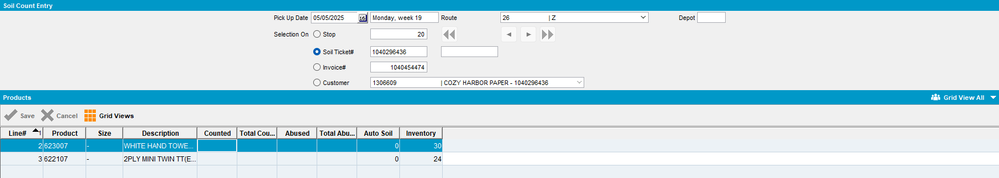 Soil Count Entry
Pick Up Date 05/05/2025 16 Monday, week 19 Route 26 | Z Depot
Selection On Stop 20
Soil Ticket# 1040296436
Invoice# 1040454474
Customer 1306609 | COZY HARBOR PAPER - 1040296436
Products Grid View All
Save Cancel Grid Views
Line# 1 Product Size Description Counted Total Cou... Abused Total Abu... Auto Soil Inventory
2 623007 - WHITE HAND TOWE... 0 30
3 622107 - 2PLY MINI TWIN TT(E... 0 24